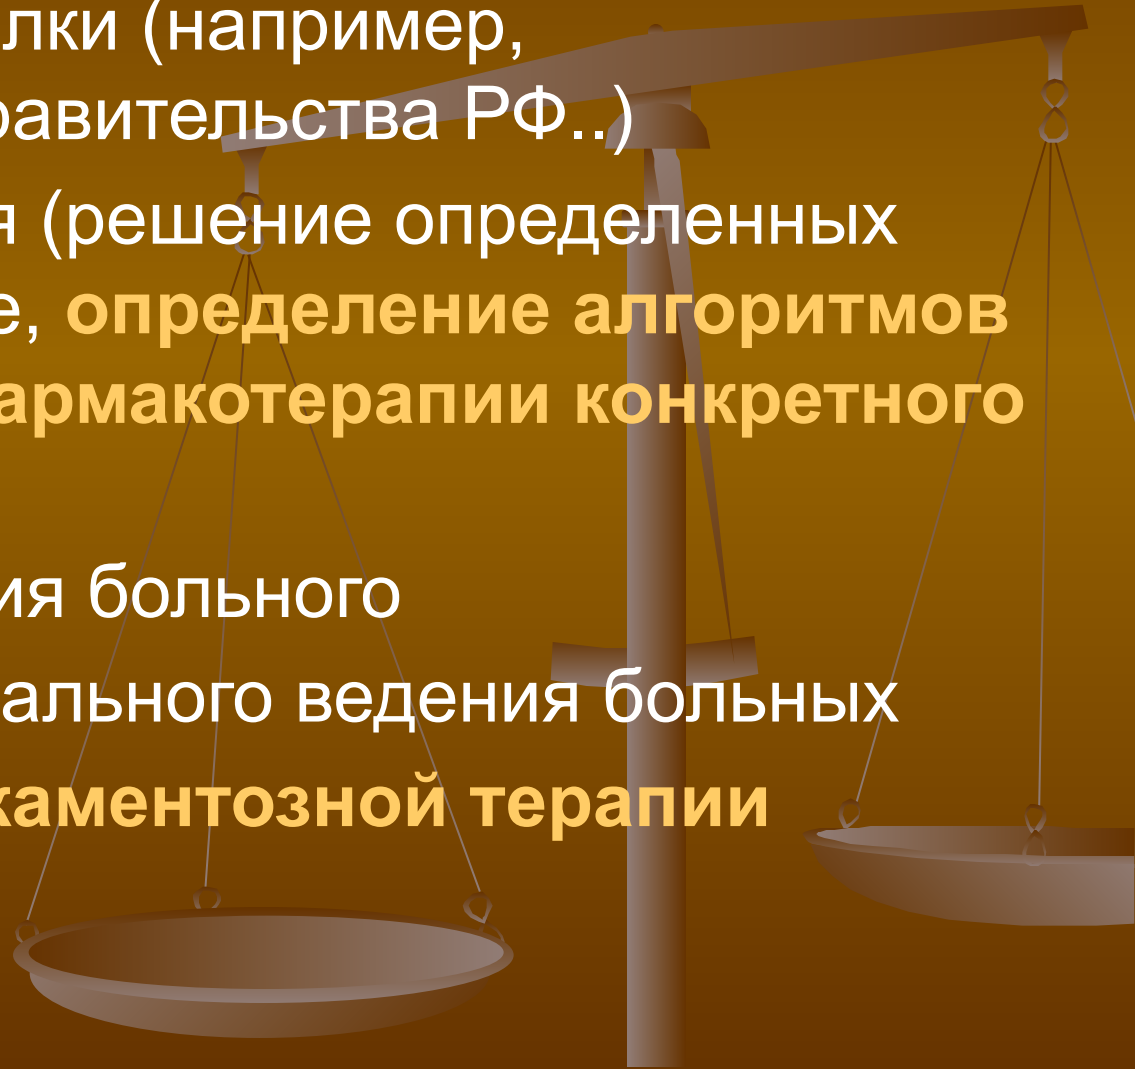 лки (например,
равительства РФ..)
я (решение определенных
е, определение алгоритмов
армакотерапии конкретного
ия больного
ального ведения больных
каментозной терапии